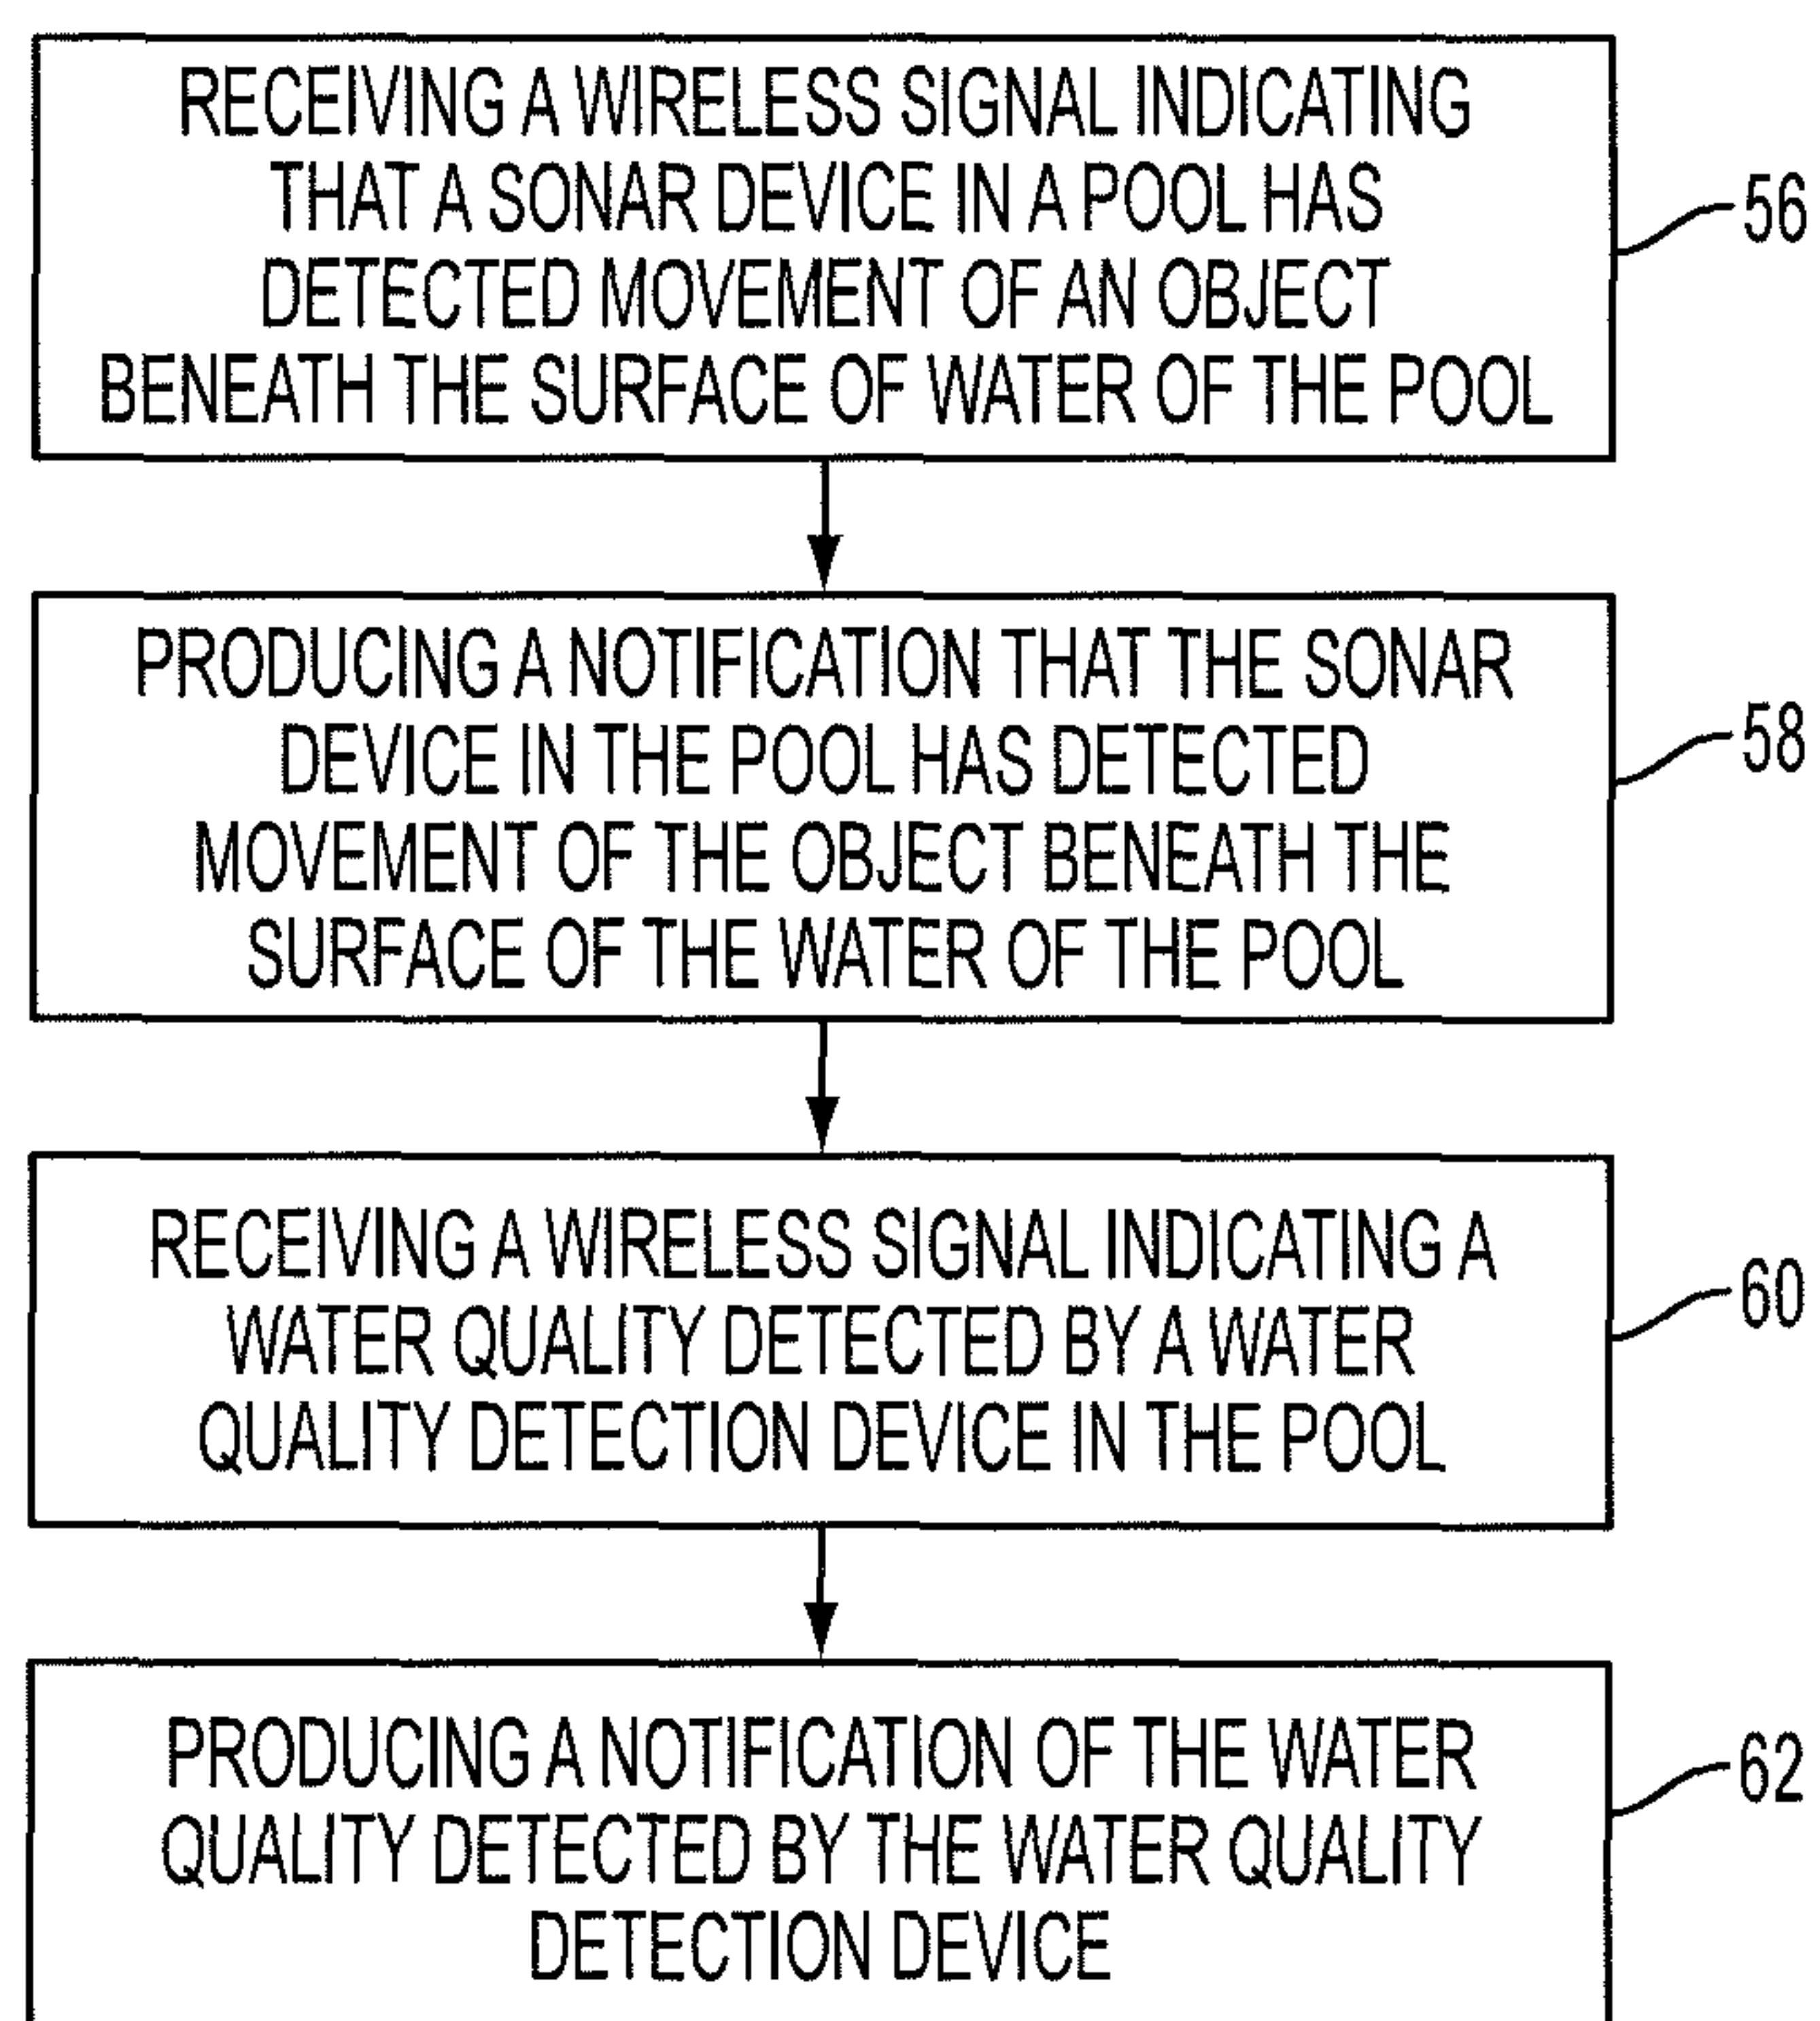 RECEIVING A WIRELESS SIGNAL INDICATING
THAT A SONAR DEVICE IN A POOL HAS
DETECTED MOVEMENT OF AN OBJECT
BENEATH THE SURFACE OF WATER OF THE POOL
56
PRODUCING A NOTIFICATION THAT THE SONAR
DEVICE IN THE POOL HAS DETECTED
MOVEMENT OF THE OBJECT BENEATH THE
SURFACE OF THE WATER OF THE POOL
58
RECEIVING A WIRELESS SIGNAL INDICATING A
WATER QUALITY DETECTED BY A WATER
QUALITY DETECTION DEVICE IN THE POOL
60
PRODUCING A NOTIFICATION OF THE WATER
QUALITY DETECTED BY THE WATER QUALITY
DETECTION DEVICE
62